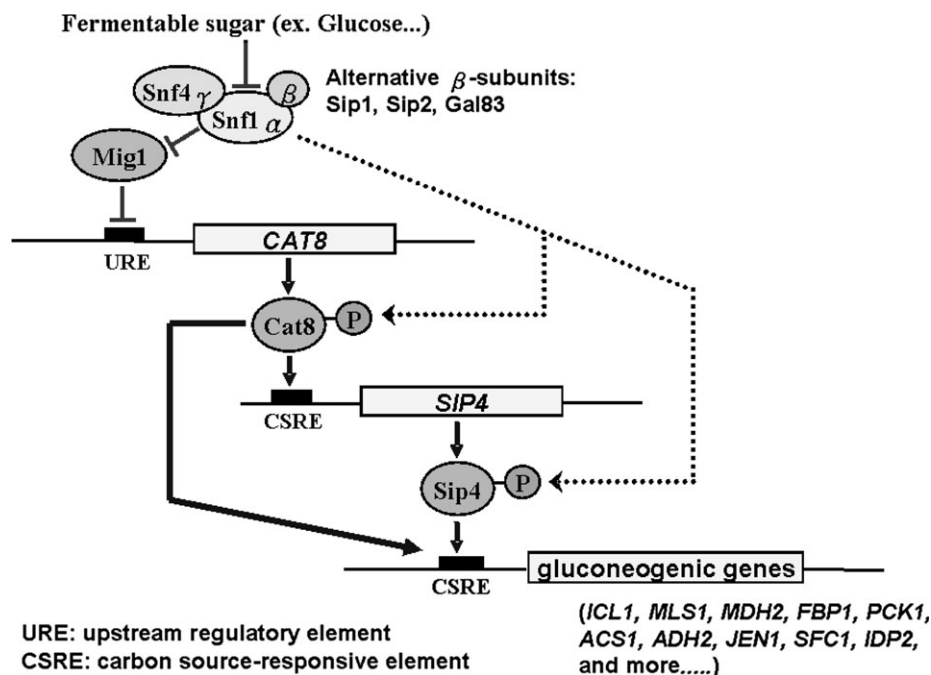 Fermentable sugar (ex. Glucose...)
Alternative β-subunits:
Sip1, Sip2, Gal83
Snf4 γ
β
Snf1 α
Mig1
CAT8
URE
Cat8
P
SIP4
CSRE
Sip4
P
gluconeogenic genes
CSRE
(ICL1, MLS1, MDH2, FBP1, PCK1,
ACS1, ADH2, JEN1, SFC1, IDP2,
and more.....)
URE: upstream regulatory element
CSRE: carbon source-responsive element